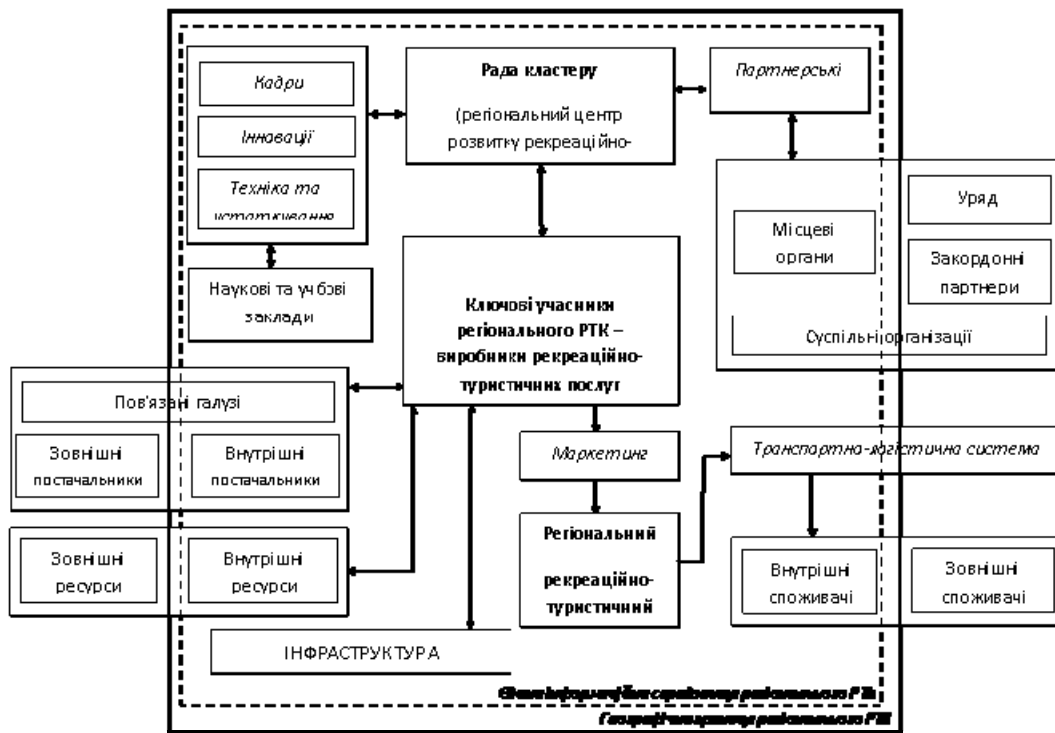 Кадри
Інновації
Техніка та
устаткування
Рада кластеру
(регіональний центр
розвитку рекреаційно-
Партнерські
Уряд
Місцеві
органи
Закордонні
партнери
Суспільні організації
Наукові та учбові
заклади
Ключові учасники
регіонального РТК –
виробники рекреаційно-
туристичних послуг
Пов'язані галузі
Зовнішні
постачальники
Внутрішні
постачальники
Маркетинг
Транспортно-логістична система
Зовнішні
ресурси
Внутрішні
ресурси
Регіональний
рекреаційно-
туристичний
Внутрішні
споживачі
Зовнішні
споживачі
ІНФРАСТРУКТУРА